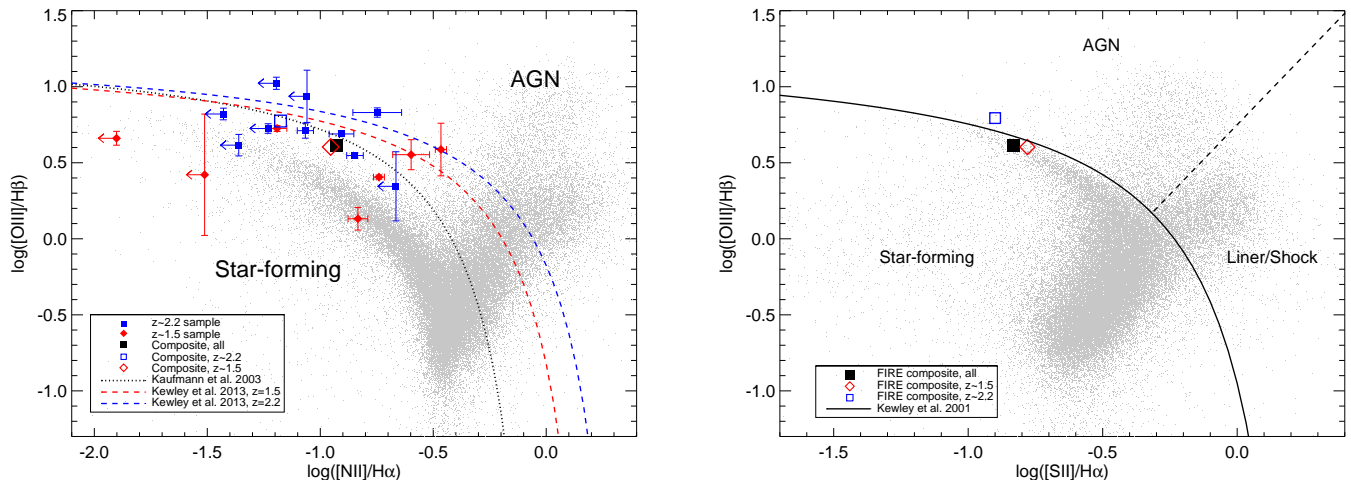 1.5
1.0
0.5
0.0
-0.5
-1.0
log([OIII]/Hβ)
AGN
Star-forming
z~2.2 sample
z~1.5 sample
Composite, all
Composite, z~2.2
Composite, z~1.5
Kaufmann et al. 2003
Kewley et al. 2013, z=1.5
Kewley et al. 2013, z=2.2
-2.0 -1.5 -1.0 -0.5 0.0
log([NII]/Hα)
1.5
1.0
0.5
0.0
-0.5
-1.0
log([OIII]/Hβ)
AGN
Star-forming
Liner/Shock
FIRE composite, all
FIRE composite, z~1.5
FIRE composite, z~2.2
Kewley et al. 2001
-1.5 -1.0 -0.5 0.0
log([SII]/Hα)